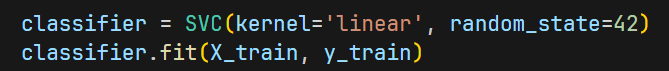 classifier = SVC(kernel='linear', random_state=42)
classifier.fit(X_train, y_train)